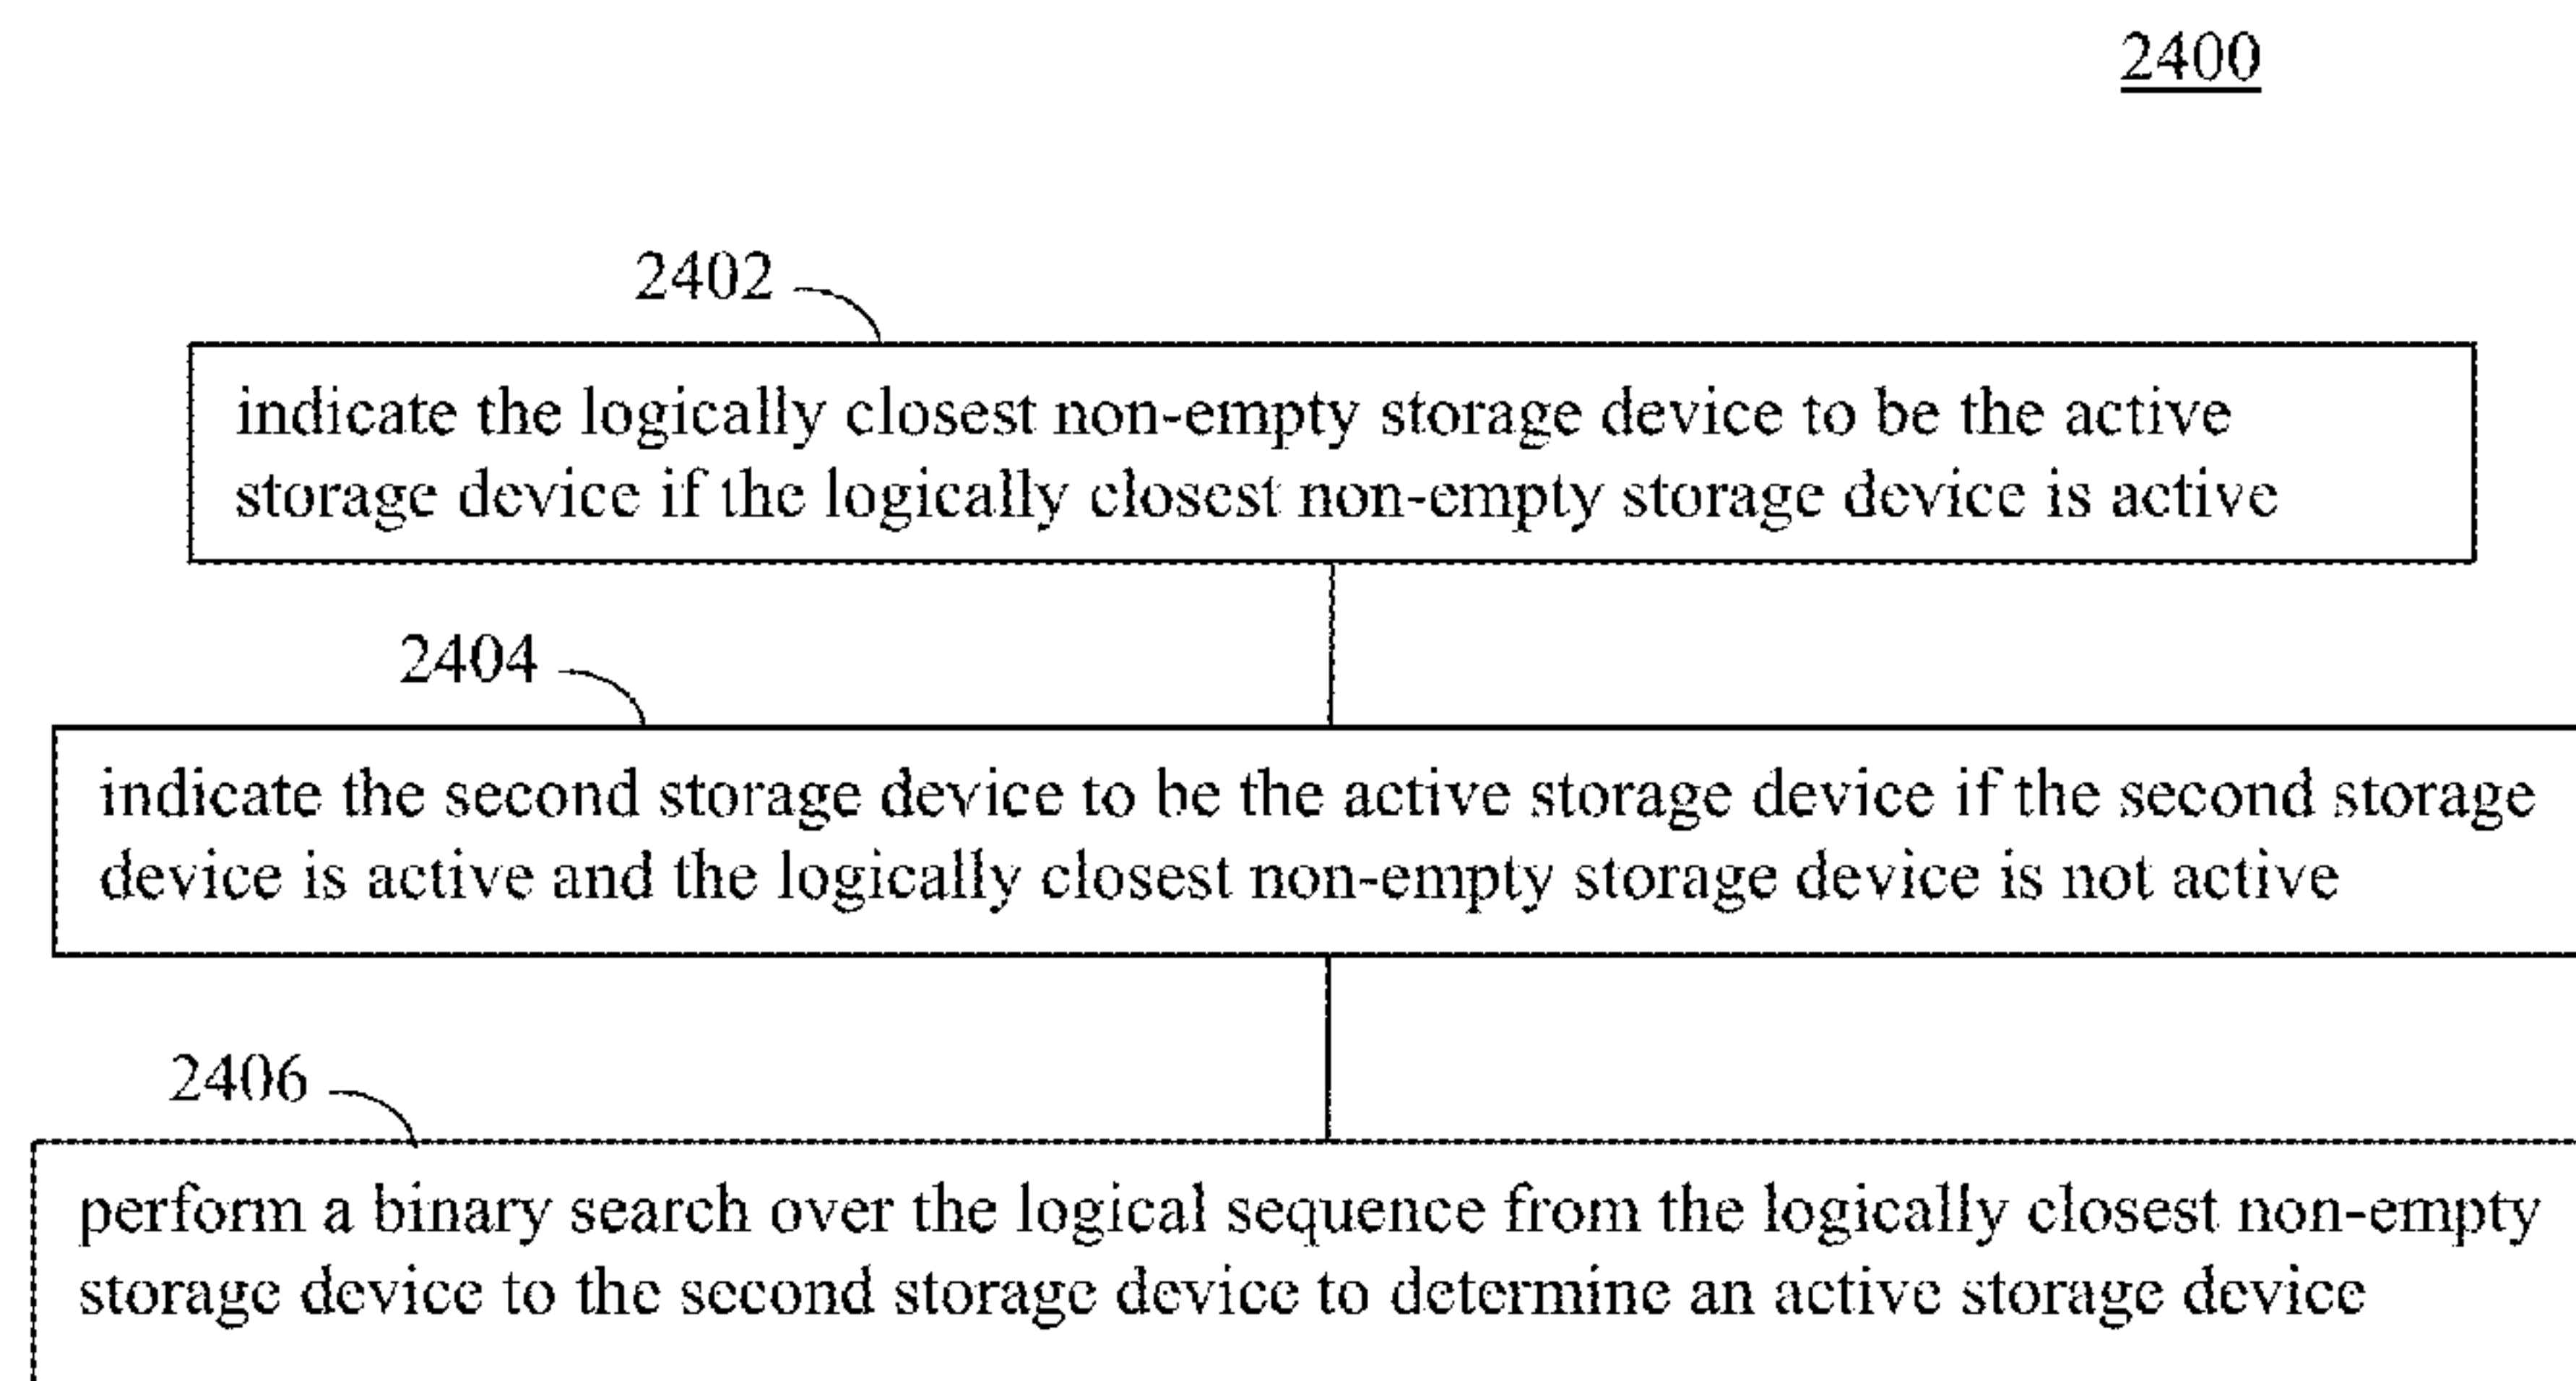 2400
2402
indicate the logically closest non-empty storage device to be the active
storage device if the logically closest non-empty storage device is active
2404
indicate the second storage device to be the active storage device if the second storage
device is active and the logically closest non-empty storage device is not active
2406
perform a binary search over the logical sequence from the logically closest non-empty
storage device to the second storage device to determine an active storage device